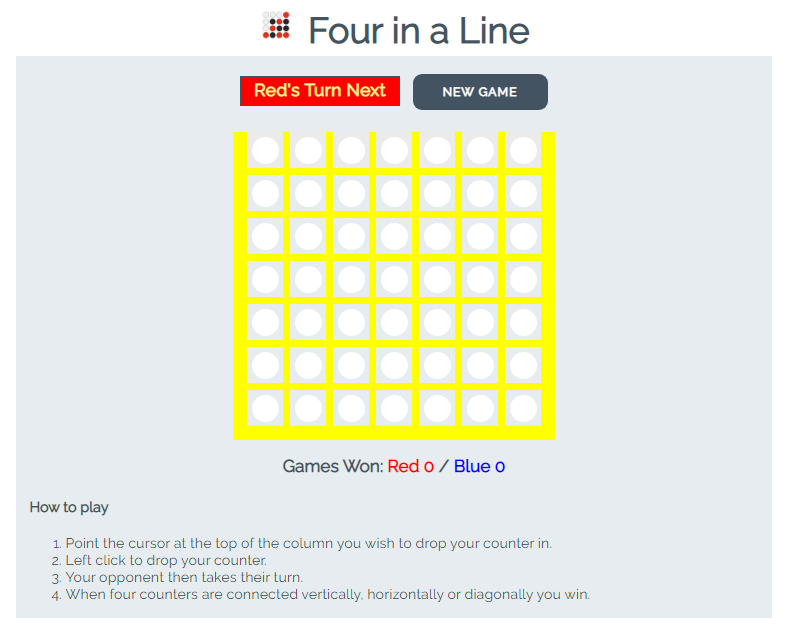 Four in a Line
Red's Turn Next
NEW GAME
Games Won: Red 0 / Blue 0
How to play
1. Point the cursor at the top of the column you wish to drop your counter in.
2. Left click to drop your counter.
3. Your opponent then takes their turn.
4. When four counters are connected vertically, horizontally or diagonally you win.